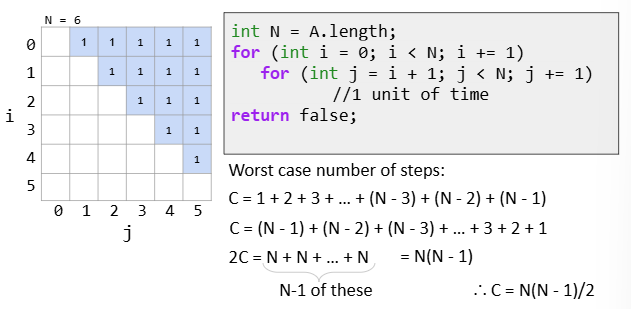 N = 6
0 1 1 1 1 1
1 1 1 1 1
2 1 1 1
i
3 1 1
4 1
5
0 1 2 3 4 5
j
int N = A.length;
for (int i = 0; i < N; i += 1)
for (int j = i + 1; j < N; j += 1)
//1 unit of time
return false;
Worst case number of steps:
C = 1 + 2 + 3 + ... + (N - 3) + (N - 2) + (N - 1)
C = (N - 1) + (N - 2) + (N - 3) + ... + 3 + 2 + 1
2C = N + N + ... + N = N(N - 1)
N-1 of these
∴ C = N(N - 1)/2